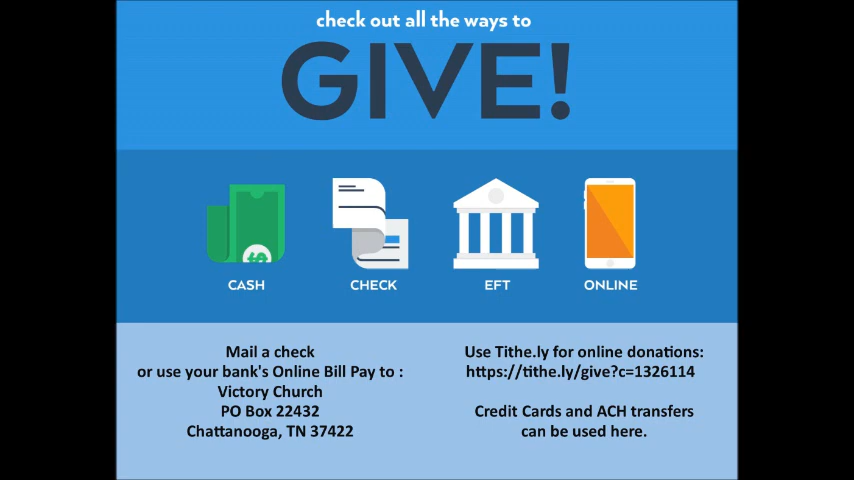 check out all the ways to
GIVE!
CASH
CHECK
EFT
ONLINE
Mail a check
or use your bank's Online Bill Pay to :
Victory Church
PO Box 22432
Chattanooga, TN 37422
Use Tithe.ly for online donations:
https://tithe.ly/give?c=1326114
Credit Cards and ACH transfers
can be used here.